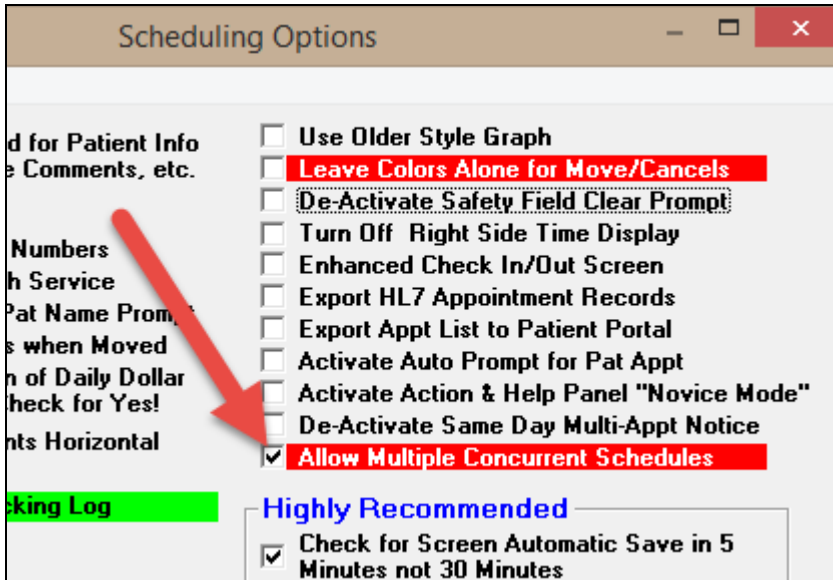 Scheduling Options
d for Patient Info
e Comments, etc.
Numbers
h Service
Pat Name Prompt
s when Moved
n of Daily Dollar
Check for Yes!
nts Horizontal
cking Log
Use Older Style Graph
Leave Colors Alone for Move/Cancels
De-Activate Safety Field Clear Prompt
Turn Off Right Side Time Display
Enhanced Check In/Out Screen
Export HL7 Appointment Records
Export Appt List to Patient Portal
Activate Auto Prompt for Pat Appt
Activate Action & Help Panel "Novice Mode"
De-Activate Same Day Multi-Appt Notice
Allow Multiple Concurrent Schedules
Highly Recommended
Check for Screen Automatic Save in 5
Minutes not 30 Minutes